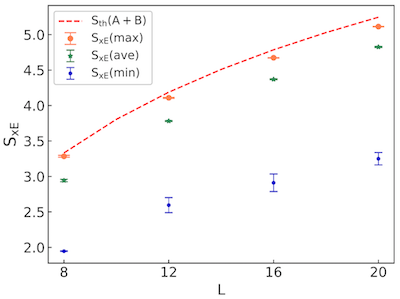 S_th(A + B)
S_xE(max)
S_xE(ave)
S_xE(min)
5.0
4.5
4.0
3.5
3.0
2.5
2.0
S_xE
8
12
16
20
L